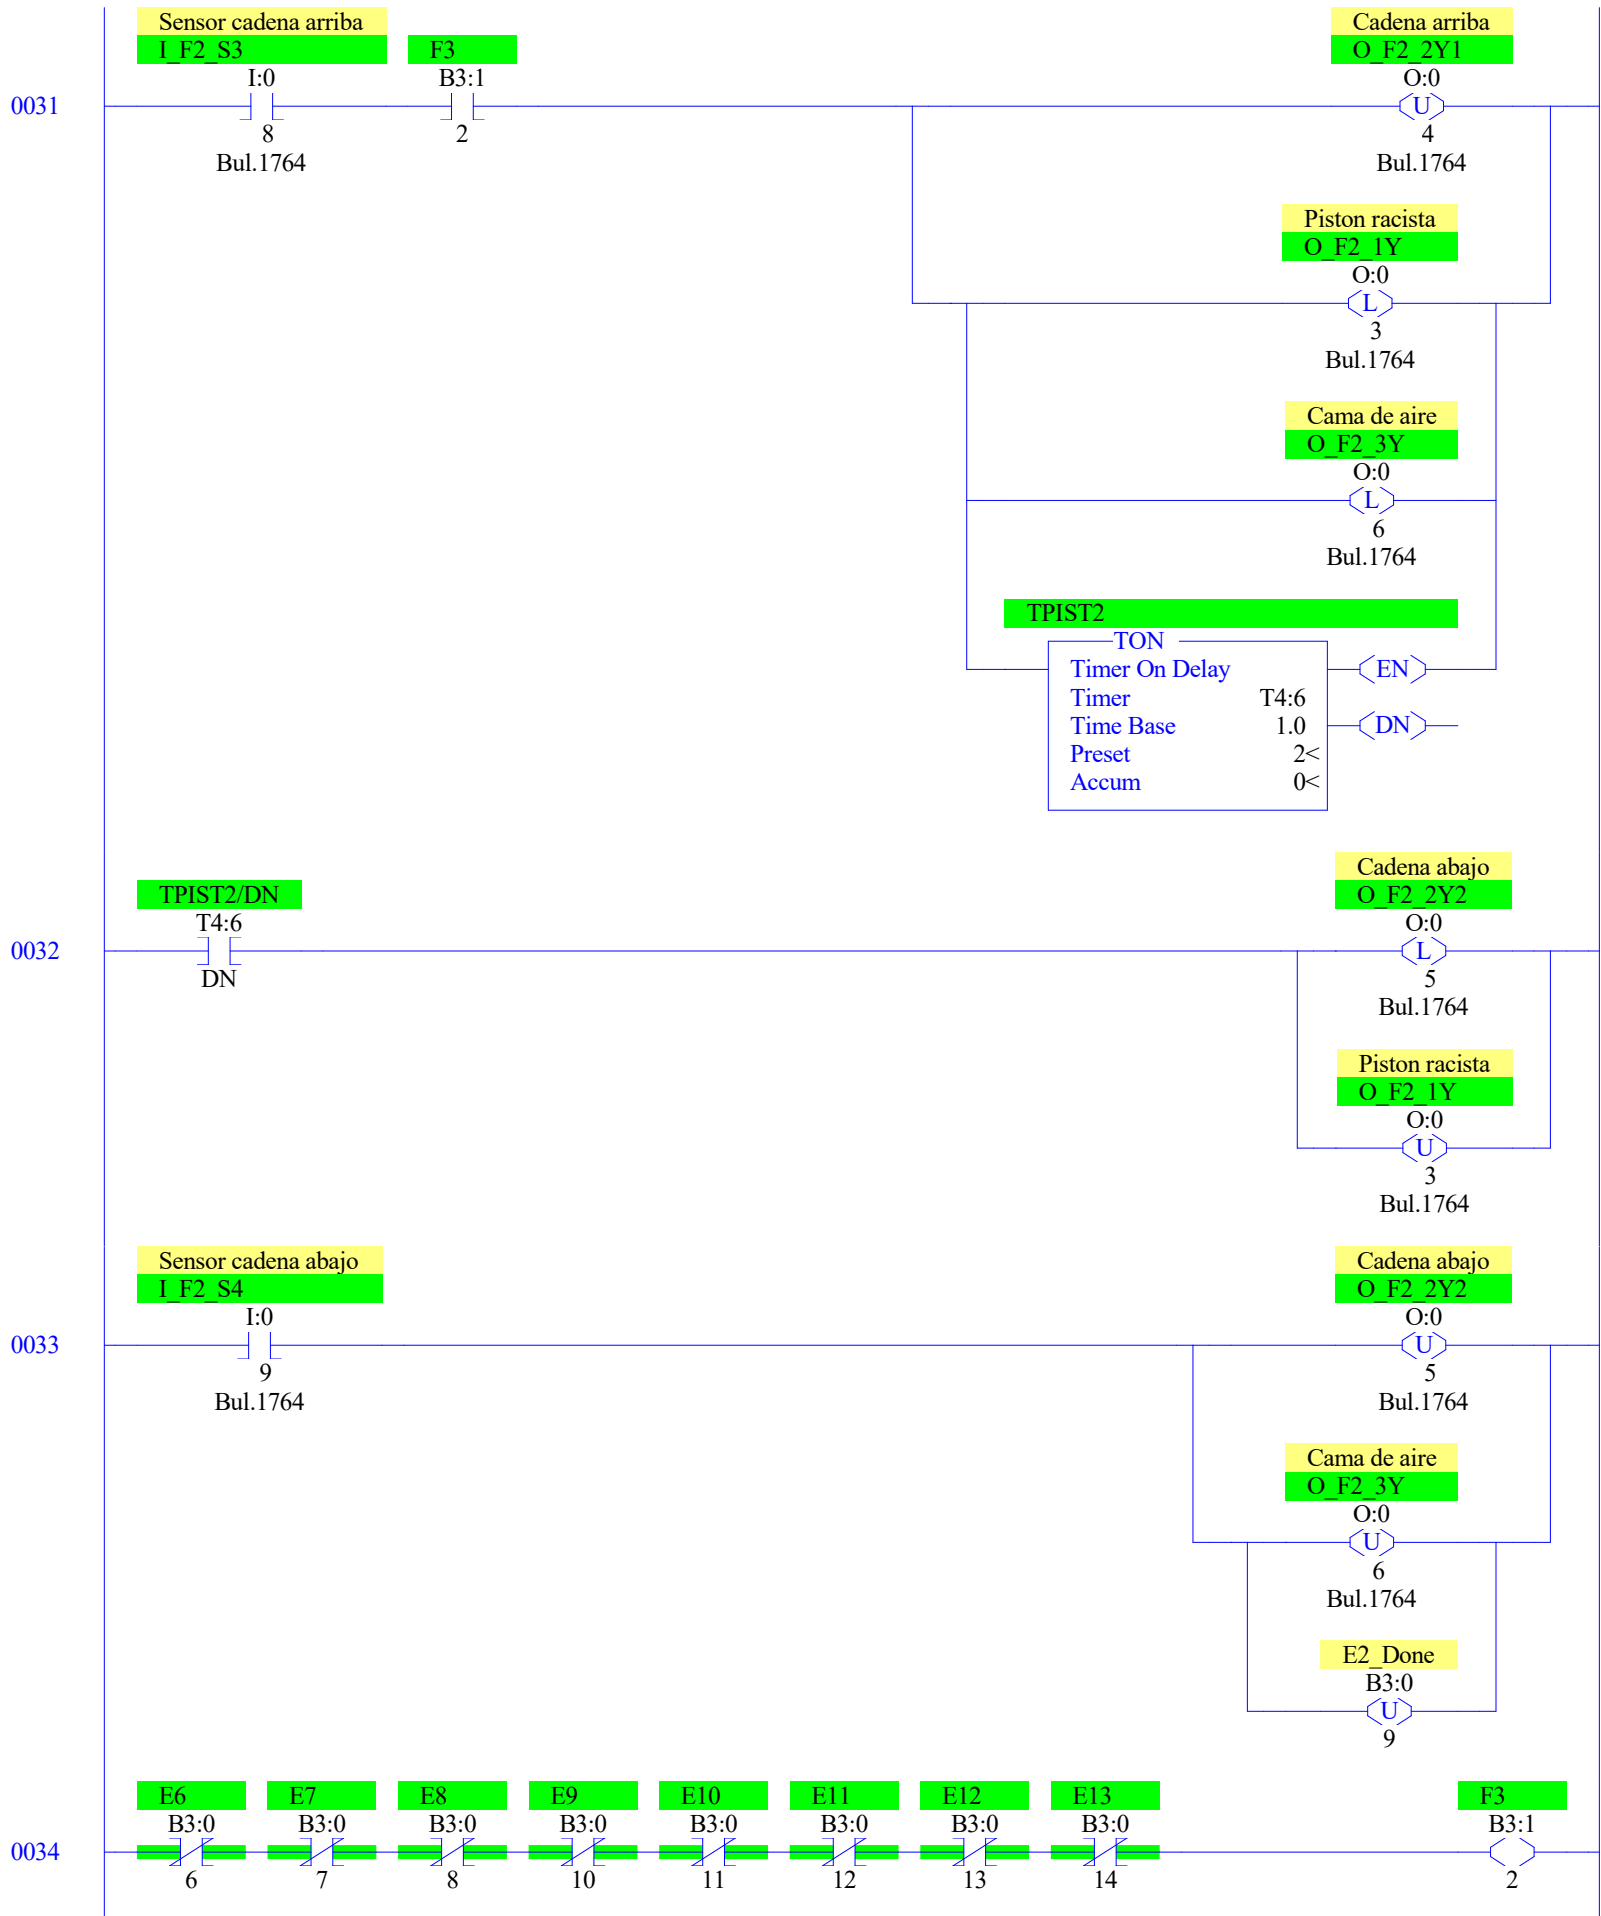 Sensor cadena arriba
I_F2_S3
I:0
8
Bul.1764
F3
B3:1
2
Cadena arriba
O_F2_2Y1
O:0
U
4
Bul.1764
0031
Piston racista
O_F2_1Y
O:0
L
3
Bul.1764
Cama de aire
O_F2_3Y
O:0
L
6
Bul.1764
TPIST2
TON
Timer On Delay
Timer T4:6
Time Base 1.0
Preset 2<
Accum 0<
EN
DN
TPIST2/DN
T4:6
DN
0032
Cadena abajo
O_F2_2Y2
O:0
L
5
Bul.1764
Piston racista
O_F2_1Y
O:0
U
3
Bul.1764
Sensor cadena abajo
I_F2_S4
I:0
9
Bul.1764
0033
Cadena abajo
O_F2_2Y2
O:0
U
5
Bul.1764
Cama de aire
O_F2_3Y
O:0
U
6
Bul.1764
E2_Done
B3:0
U
9
E6 E7 E8 E9 E10 E11 E12 E13 F3
B3:0 B3:0 B3:0 B3:0 B3:0 B3:0 B3:0 B3:0 B3:1
0034
6 7 8 10 11 12 13 14 2